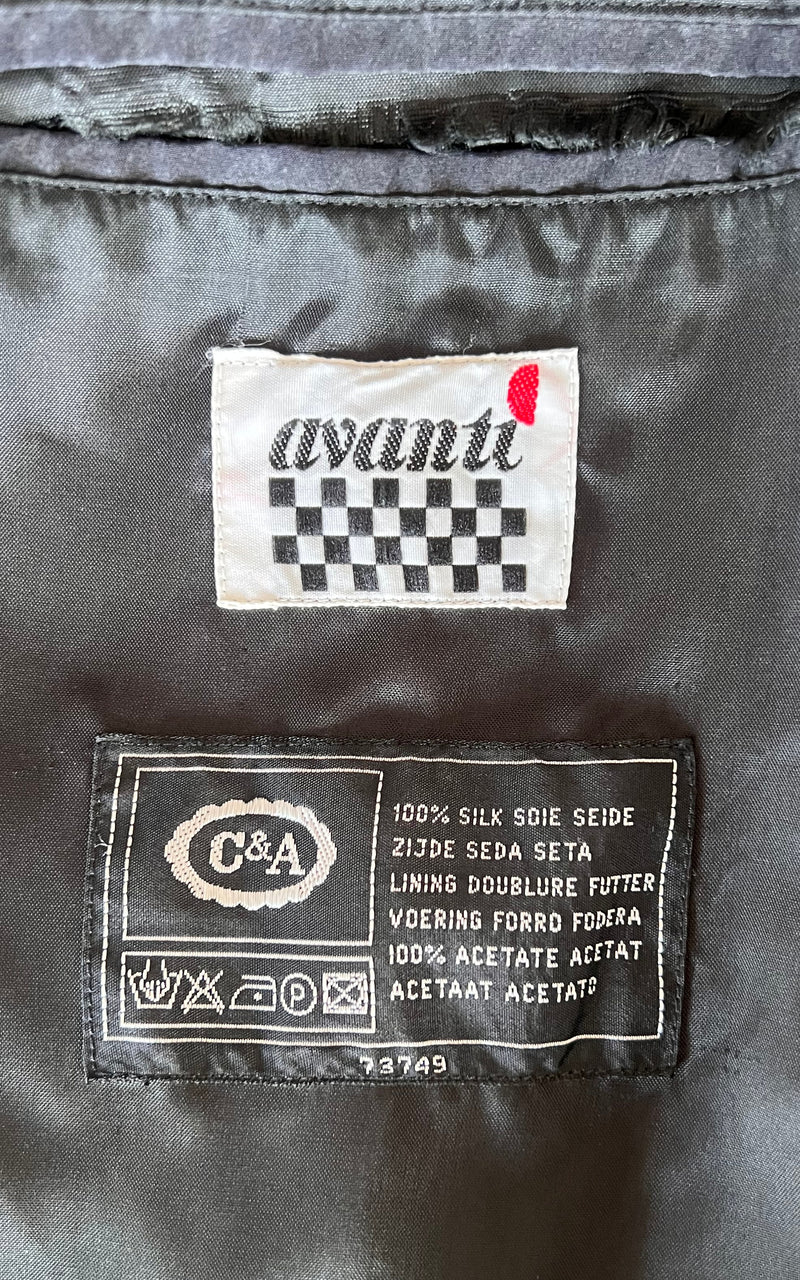 avanti
C&A
100% SILK SOIE SEIDE
ZIJDE SEDA SETA
LINING DOUBLURE FUTTER
VOERING FORRO FODERA
100% ACETATE ACETAT
ACETAAT ACETATO
P
73749